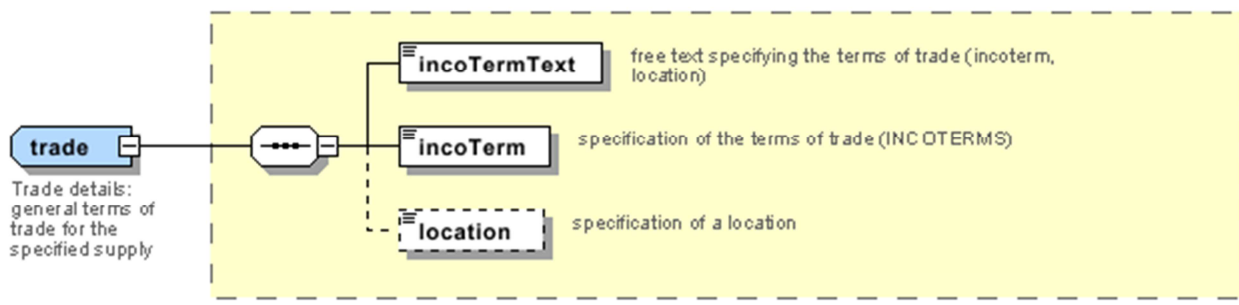 incoTermText
free text specifying the terms of trade (incoterm,
location)
trade
incoTerm
specification of the terms of trade (INCOTERMS)
Trade details:
general terms of
trade for the
specified supply
location
specification of a location